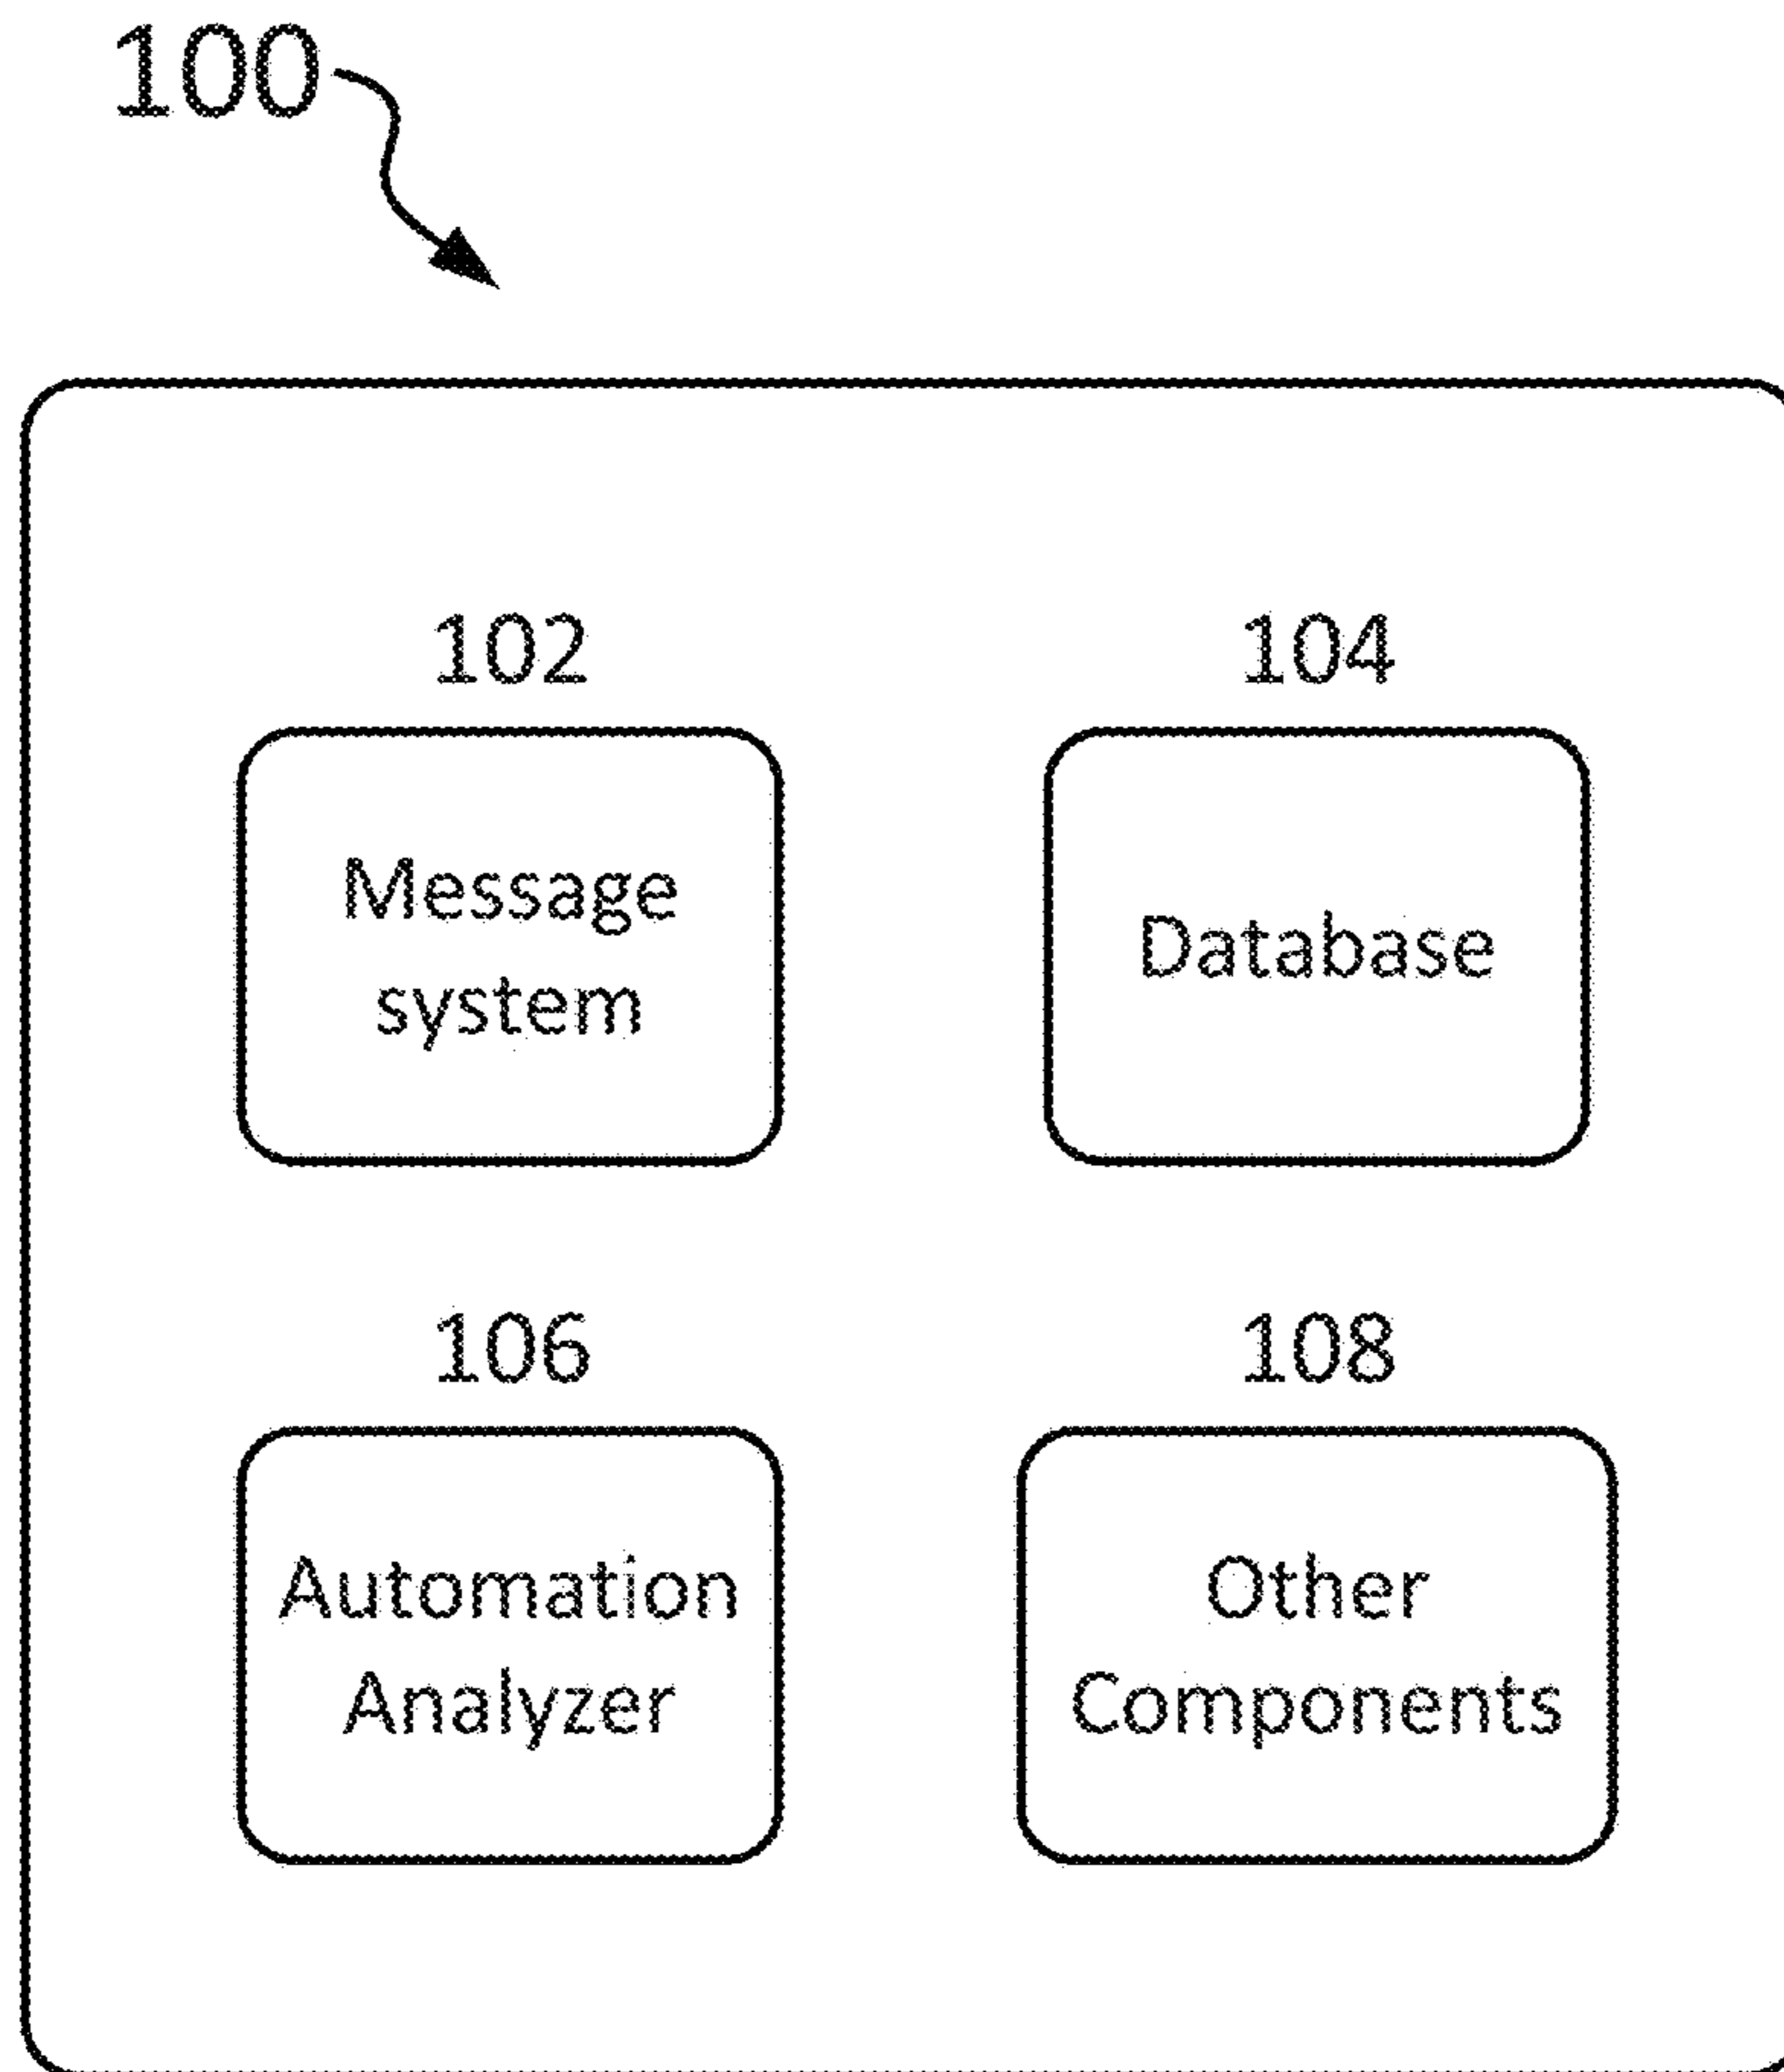 100
102
104
Message
system
Database
106
108
Automation
Analyzer
Other
Components